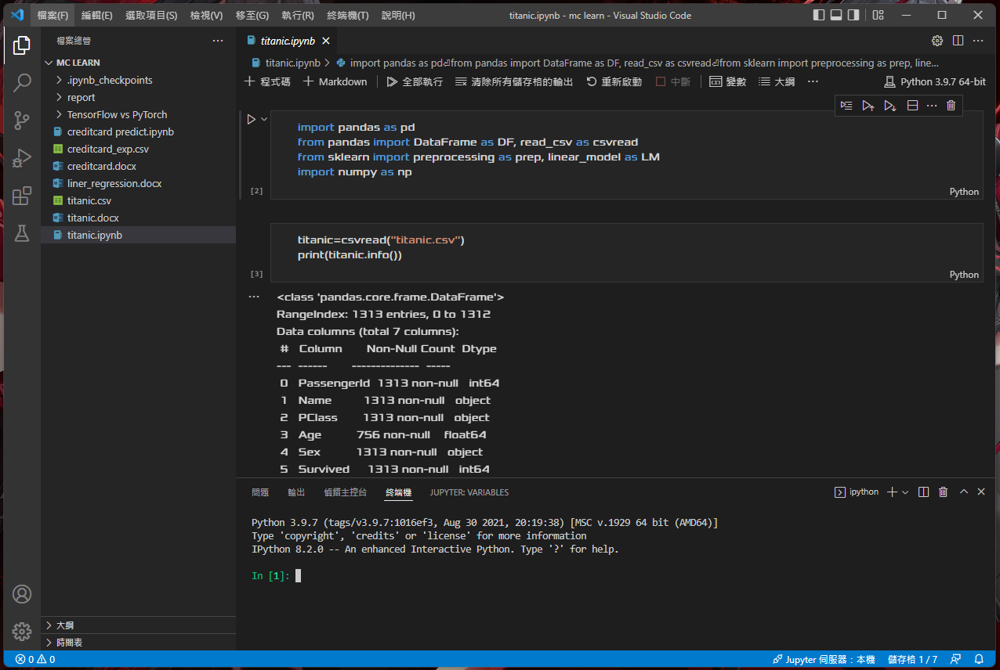 檔案(F) 編輯(E) 選取項目(S) 檢視(V) 移至(G) 執行(R) 終端機(T) 說明(H) titanic.ipynb - mc learn - Visual Studio Code
檔案總管
MC LEARN
.ipynb_checkpoints
report
TensorFlow vs PyTorch
creditcard predict.ipynb
creditcard_exp.csv
creditcard.docx
liner_regression.docx
titanic.csv
titanic.docx
titanic.ipynb
大綱
時間表
titanic.ipynb
titanic.ipynb > import pandas as pd⏎from pandas import DataFrame as DF, read_csv as csvread⏎from sklearn import preprocessing as prep, line...
程式碼 Markdown 全部執行 清除所有儲存格的輸出 重新啟動 中斷 變數 大綱 ... Python 3.9.7 64-bit
import pandas as pd
from pandas import DataFrame as DF, read_csv as csvread
from sklearn import preprocessing as prep, linear_model as LM
import numpy as np
[2] Python
titanic=csvread("titanic.csv")
print(titanic.info())
[3] Python
<class 'pandas.core.frame.DataFrame'>
RangeIndex: 1313 entries, 0 to 1312
Data columns (total 7 columns):
# Column Non-Null Count Dtype
--- ------ -------------- -----
0 PassengerId 1313 non-null int64
1 Name 1313 non-null object
2 PClass 1313 non-null object
3 Age 756 non-null float64
4 Sex 1313 non-null object
5 Survived 1313 non-null int64
問題 輸出 偵錯主控台 終端機 JUPYTER: VARIABLES ipython
Python 3.9.7 (tags/v3.9.7:1016ef3, Aug 30 2021, 20:19:38) [MSC v.1929 64 bit (AMD64)]
Type 'copyright', 'credits' or 'license' for more information
IPython 8.2.0 -- An enhanced Interactive Python. Type '?' for help.
In [1]:
0 0 Jupyter 伺服器：本機 儲存格 1 / 7